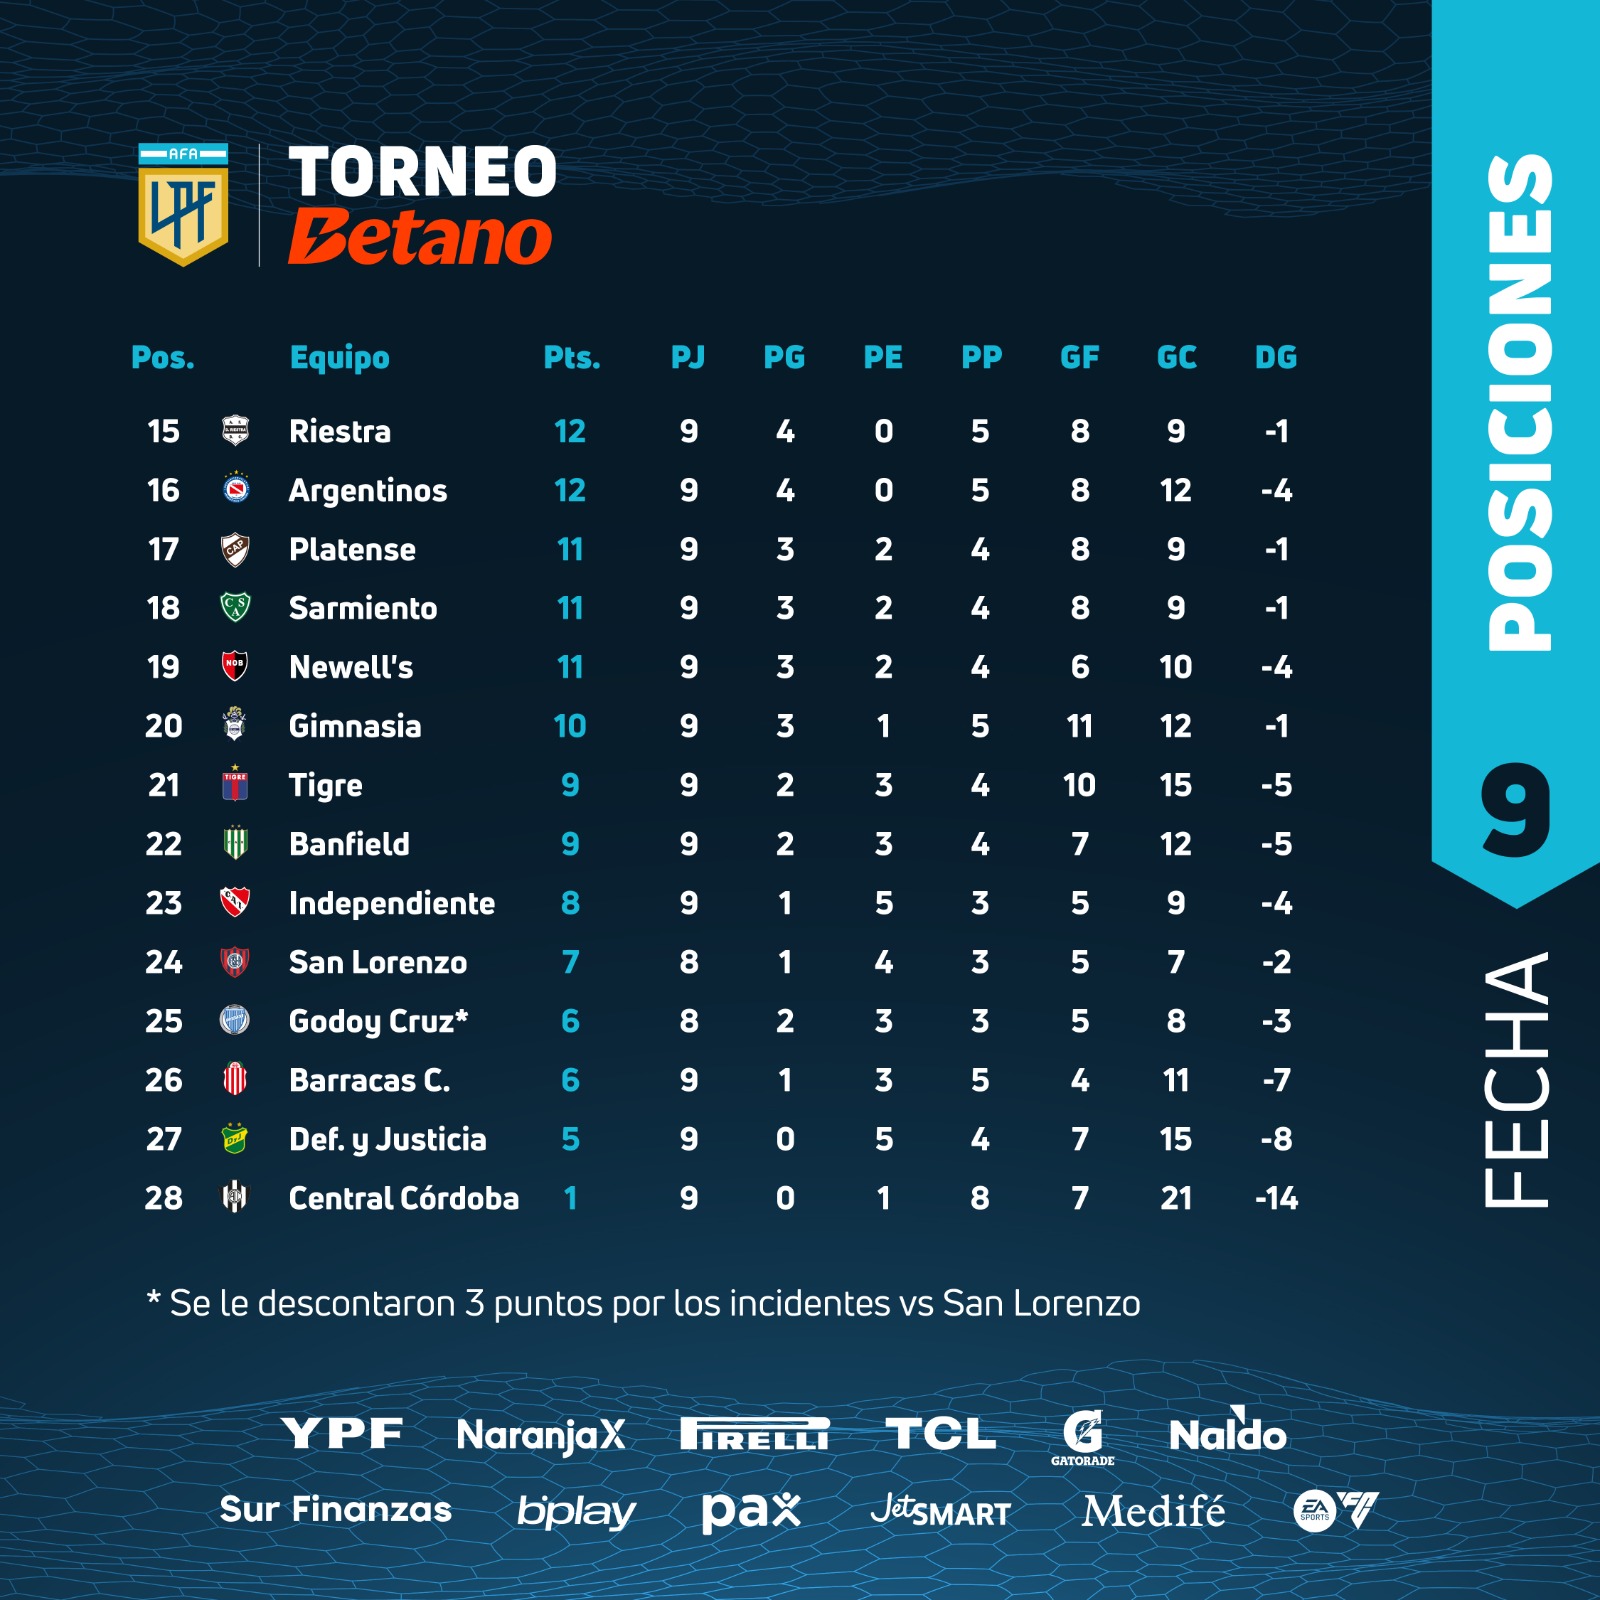 AFA
LPF
TORNEO
Betano
POSICIONES
9
FECHA
Pos. Equipo Pts. PJ PG PE PP GF GC DG
15 Riestra 12 9 4 0 5 8 9 -1
16 Argentinos 12 9 4 0 5 8 12 -4
17 Platense 11 9 3 2 4 8 9 -1
18 Sarmiento 11 9 3 2 4 8 9 -1
19 Newell's 11 9 3 2 4 6 10 -4
20 Gimnasia 10 9 3 1 5 11 12 -1
21 Tigre 9 9 2 3 4 10 15 -5
22 Banfield 9 9 2 3 4 7 12 -5
23 Independiente 8 9 1 5 3 5 9 -4
24 San Lorenzo 7 8 1 4 3 5 7 -2
25 Godoy Cruz* 6 8 2 3 3 5 8 -3
26 Barracas C. 6 9 1 3 5 4 11 -7
27 Def. y Justicia 5 9 0 5 4 7 15 -8
28 Central Córdoba 1 9 0 1 8 7 21 -14
* Se le descontaron 3 puntos por los incidentes vs San Lorenzo
YPF NaranjaX PIRELLI TCL G GATORADE Naldo
Sur Finanzas bplay pax JetSMART Medifé EA SPORTS FC